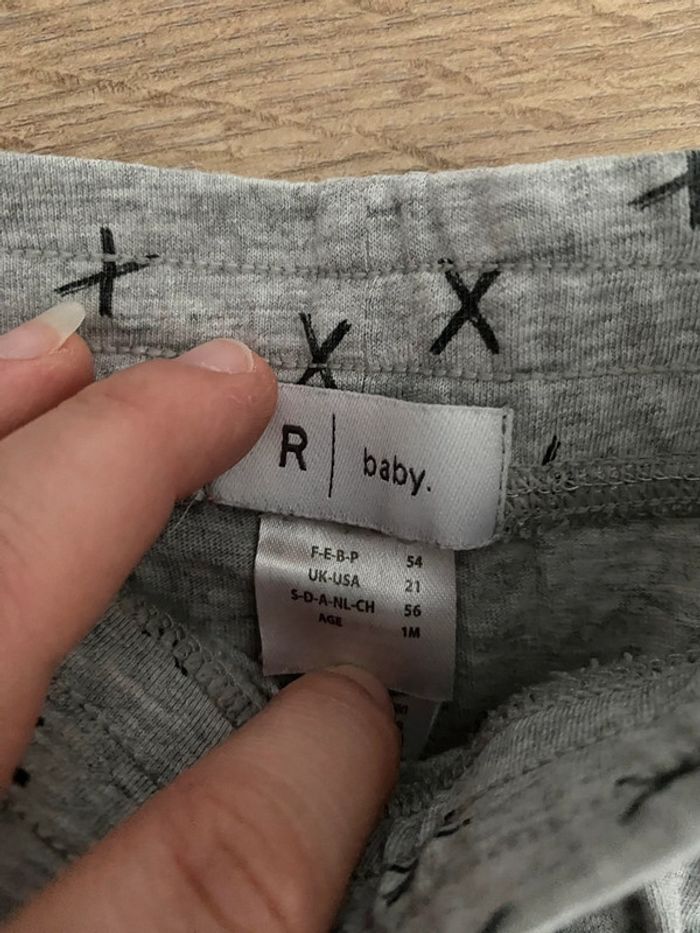 R | baby.
F-E-B-P 54
UK-USA 21
S-D-A-NL-CH 56
AGE 1M